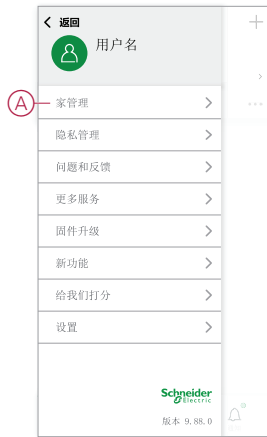 返回
用户名
A
家管理
隐私管理
问题和反馈
更多服务
固件升级
新功能
给我们打分
设置
Schneider
Electric
版本 9.88.0